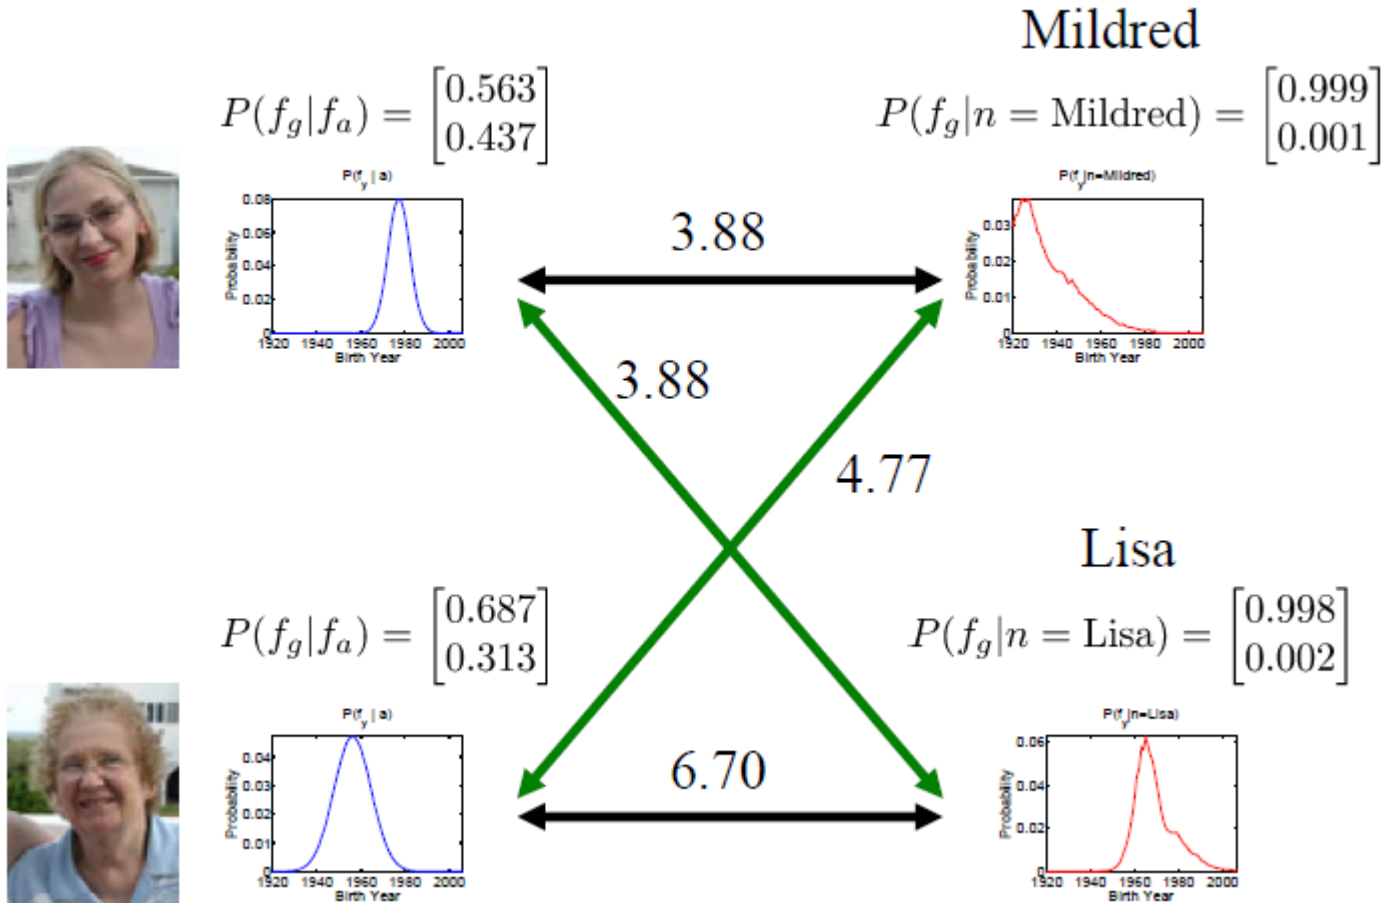 Mildred
P(f_g|f_a) = [0.563 0.437]
P(f_g|n = Mildred) = [0.999 0.001]
P(f_y | a)
0.08
0.06
0.04
0.02
0
Probability
1920 1940 1960 1980 2000
Birth Year
3.88
P(f_y|n=Mildred)
0.03
0.02
0.01
0
Probability
1920 1940 1960 1980 2000
Birth Year
3.88
4.77
Lisa
P(f_g|f_a) = [0.687 0.313]
P(f_g|n = Lisa) = [0.998 0.002]
P(f_y | a)
0.04
0.03
0.02
0.01
0
Probability
1920 1940 1960 1980 2000
Birth Year
6.70
P(f_y|n=Lisa)
0.06
0.04
0.02
0
Probability
1920 1940 1960 1980 2000
Birth Year